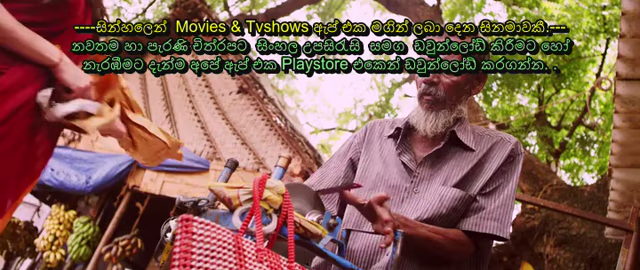 ----සින්හලෙන් Movies & Tvshows ඇප් එක මගින් ලබා දෙන සිනමාවකි.---
නවතම හා පැරණි චිත්රපට සිංහල උපසිරැසි සමග ඩවුන්ලෝඩ් කිරීමට හෝ
නැරඹීමට දැන්ම අපේ ඇප් එක Playstore එකෙන් ඩවුන්ලෝඩ් කරගන්න. .